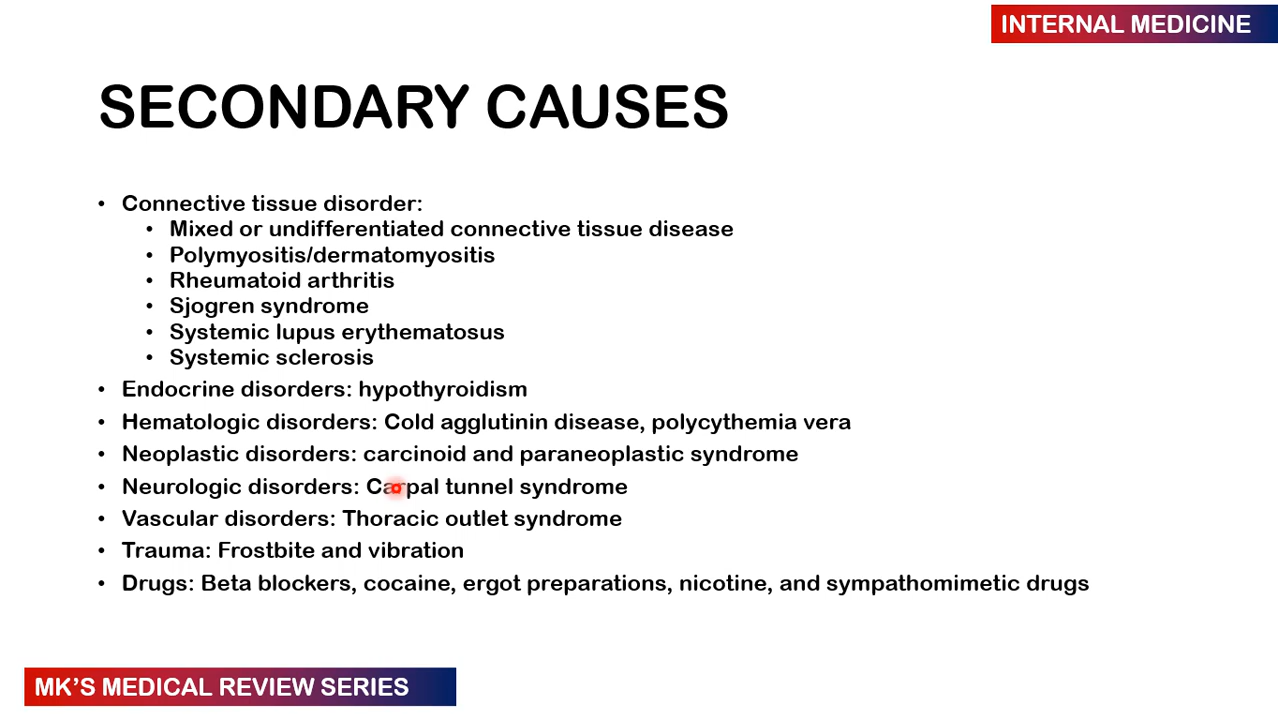 INTERNAL MEDICINE
SECONDARY CAUSES
• Connective tissue disorder:
• Mixed or undifferentiated connective tissue disease
• Polymyositis/dermatomyositis
• Rheumatoid arthritis
• Sjogren syndrome
• Systemic lupus erythematosus
• Systemic sclerosis
• Endocrine disorders: hypothyroidism
• Hematologic disorders: Cold agglutinin disease, polycythemia vera
• Neoplastic disorders: carcinoid and paraneoplastic syndrome
• Neurologic disorders: Carpal tunnel syndrome
• Vascular disorders: Thoracic outlet syndrome
• Trauma: Frostbite and vibration
• Drugs: Beta blockers, cocaine, ergot preparations, nicotine, and sympathomimetic drugs
MK'S MEDICAL REVIEW SERIES